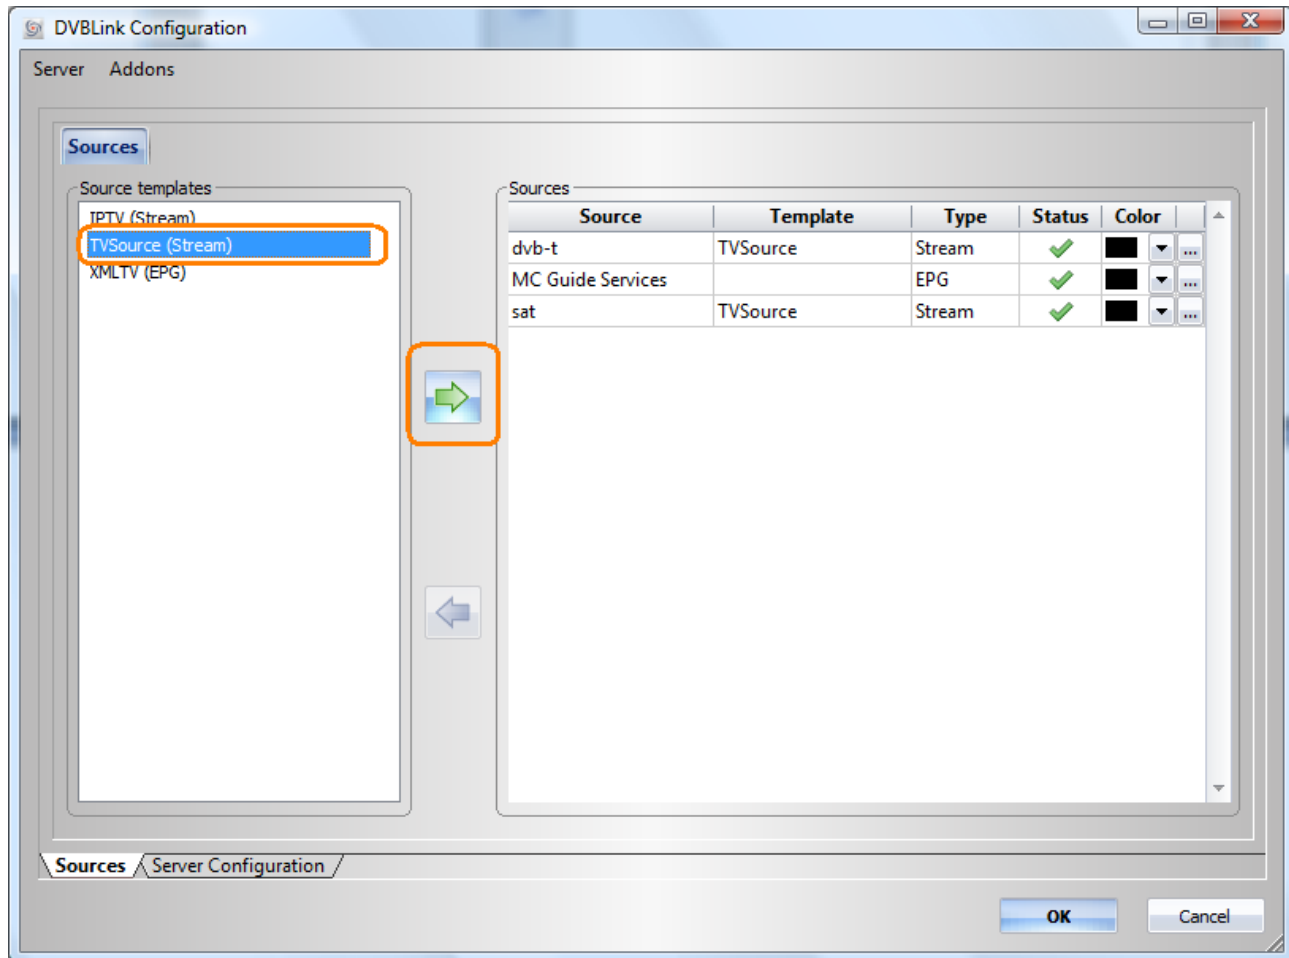 DVBLink Configuration
Server Addons
Sources
Source templates
IPTV (Stream)
TVSource (Stream)
XMLTV (EPG)
Sources
Source Template Type Status Color
dvb-t TVSource Stream ...
MC Guide Services EPG ...
sat TVSource Stream ...
Sources Server Configuration
OK Cancel